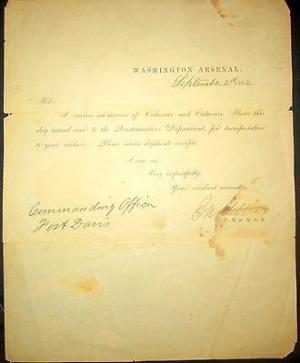 WASHINGTON ARSENAL,
September 2nd, 1862
Sir:
I enclose an invoice of Ordnance and Ordnance Stores this
day turned over to the Quartermasters Department, for transportation
to your address. Please return duplicate receipts.
I am, sir,
Very respectfully
Your obedient servant,
Commanding Officer
Fort Davis